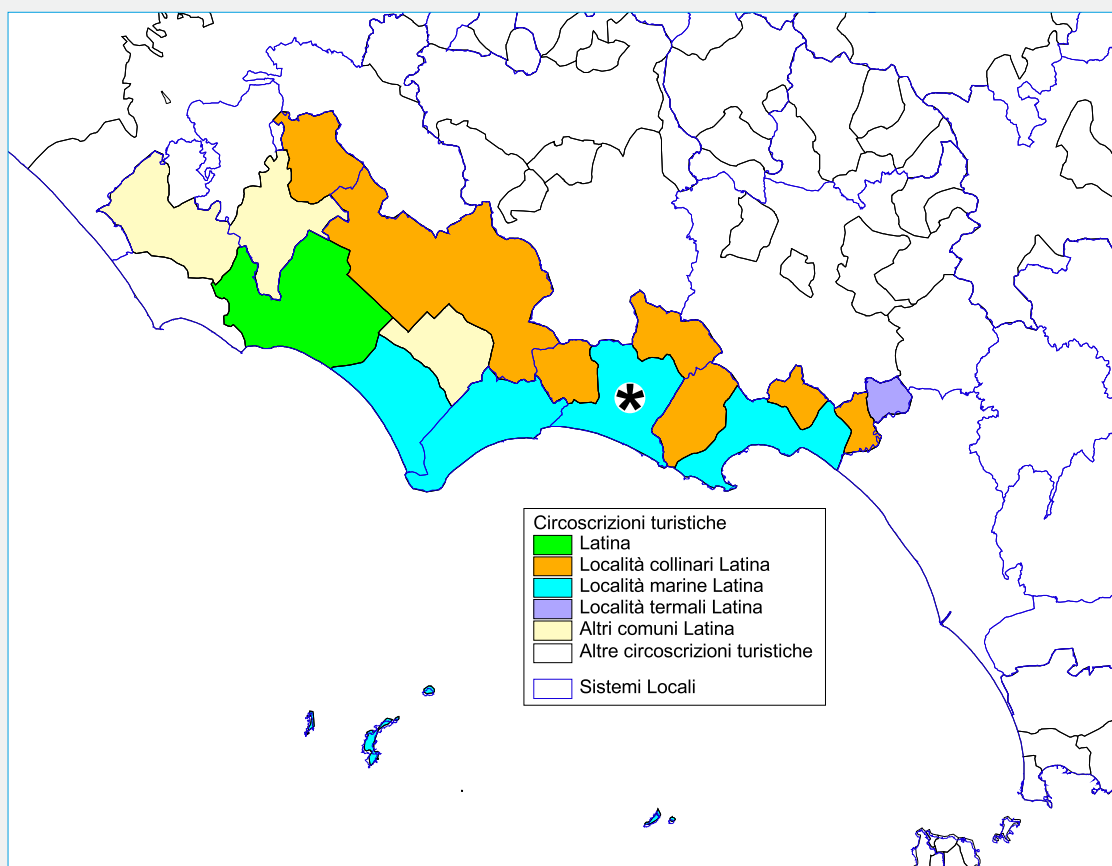 Circoscrizioni turistiche
Latina
Località collinari Latina
Località marine Latina
Località termali Latina
Altri comuni Latina
Altre circoscrizioni turistiche
Sistemi Locali